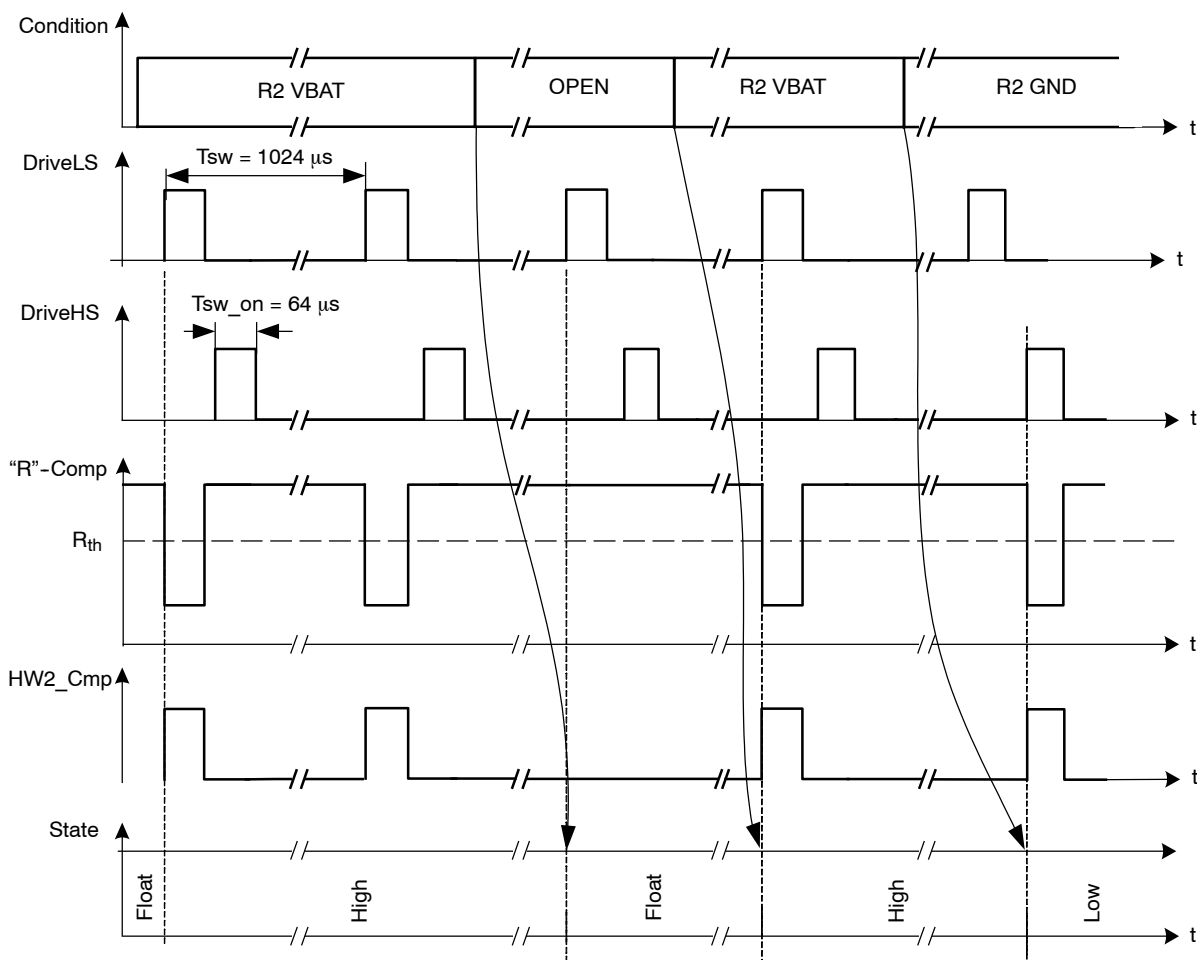 Condition
R2 VBAT
OPEN
R2 VBAT
R2 GND
t
DriveLS
Tsw = 1024 μs
t
DriveHS
Tsw_on = 64 μs
t
“R”-Comp
Rth
t
HW2_Cmp
t
State
Float
High
Float
High
Low
t